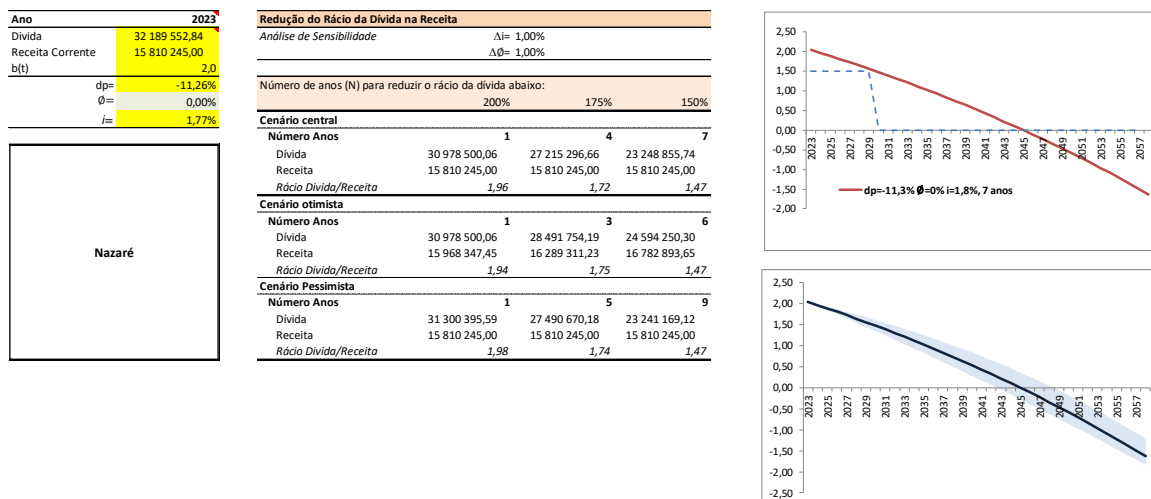 Ano 2023
Divida 32 189 552,84
Receita Corrente 15 810 245,00
b(t) 2,0
dp= -11,26%
Ø= 0,00%
i= 1,77%
Nazaré
Redução do Rácio da Dívida na Receita
Análise de Sensibilidade Δi= 1,00%
ΔØ= 1,00%
Número de anos (N) para reduzir o rácio da dívida abaixo:
200% 175% 150%
Cenário central
Número Anos 1 4 7
Dívida 30 978 500,06 27 215 296,66 23 248 855,74
Receita 15 810 245,00 15 810 245,00 15 810 245,00
Rácio Divida/Receita 1,96 1,72 1,47
Cenário otimista
Número Anos 1 3 6
Dívida 30 978 500,06 28 491 754,19 24 594 250,30
Receita 15 968 347,45 16 289 311,23 16 782 893,65
Rácio Divida/Receita 1,94 1,75 1,47
Cenário Pessimista
Número Anos 1 5 9
Dívida 31 300 395,59 27 490 670,18 23 241 169,12
Receita 15 810 245,00 15 810 245,00 15 810 245,00
Rácio Divida/Receita 1,98 1,74 1,47
2,50
2,00
1,50
1,00
0,50
0,00
-0,50
-1,00
-1,50
-2,00
2023 2025 2027 2029 2031 2033 2035 2037 2039 2041 2043 2045 2047 2049 2051 2053 2055 2057
dp=-11,3% Ø=0% i=1,8%, 7 anos
2,50
2,00
1,50
1,00
0,50
0,00
-0,50
-1,00
-1,50
-2,00
-2,50
2023 2025 2027 2029 2031 2033 2035 2037 2039 2041 2043 2045 2047 2049 2051 2053 2055 2057